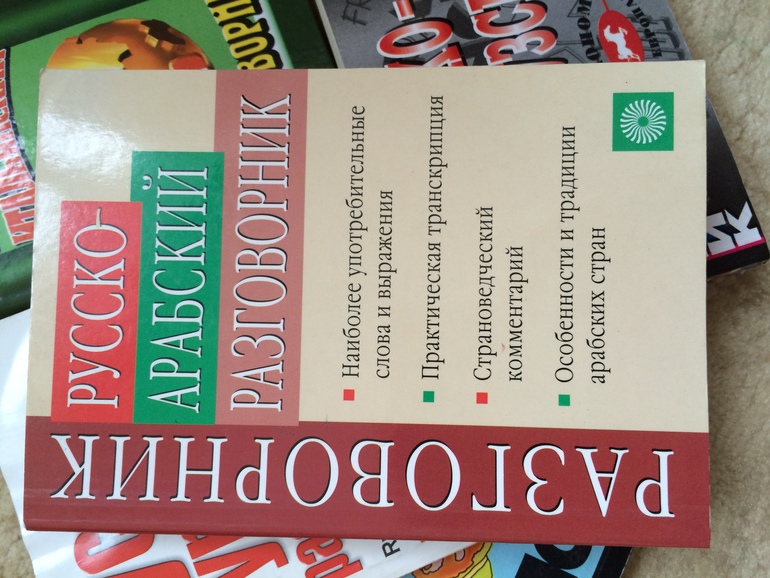 РУССКО-
АРАБСКИЙ
РАЗГОВОРНИК
Наиболее употребительные
слова и выражения
Практическая транскрипция
Страноведческий
комментарий
Особенности и традиции
арабских стран
РАЗГОВОРНИК